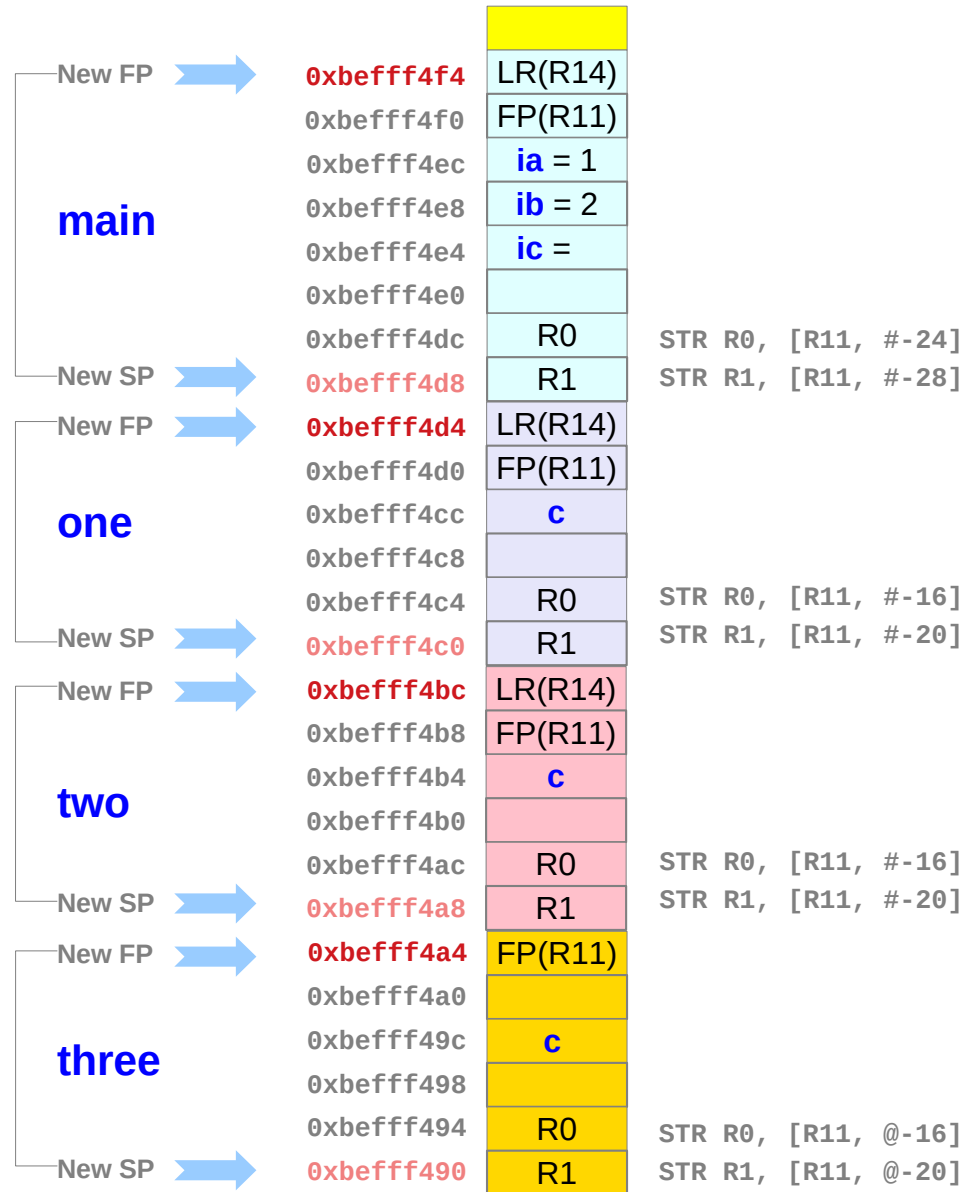 New FP 0xbefff4f4 LR(R14)
0xbefff4f0 FP(R11)
0xbefff4ec ia = 1
main 0xbefff4e8 ib = 2
0xbefff4e4 ic =
0xbefff4e0
0xbefff4dc R0 STR R0, [R11, #-24]
New SP 0xbefff4d8 R1 STR R1, [R11, #-28]
New FP 0xbefff4d4 LR(R14)
0xbefff4d0 FP(R11)
one 0xbefff4cc c
0xbefff4c8
0xbefff4c4 R0 STR R0, [R11, #-16]
New SP 0xbefff4c0 R1 STR R1, [R11, #-20]
New FP 0xbefff4bc LR(R14)
0xbefff4b8 FP(R11)
0xbefff4b4 c
two 0xbefff4b0
0xbefff4ac R0 STR R0, [R11, #-16]
New SP 0xbefff4a8 R1 STR R1, [R11, #-20]
New FP 0xbefff4a4 FP(R11)
0xbefff4a0
0xbefff49c c
three 0xbefff498
0xbefff494 R0 STR R0, [R11, @-16]
New SP 0xbefff490 R1 STR R1, [R11, @-20]